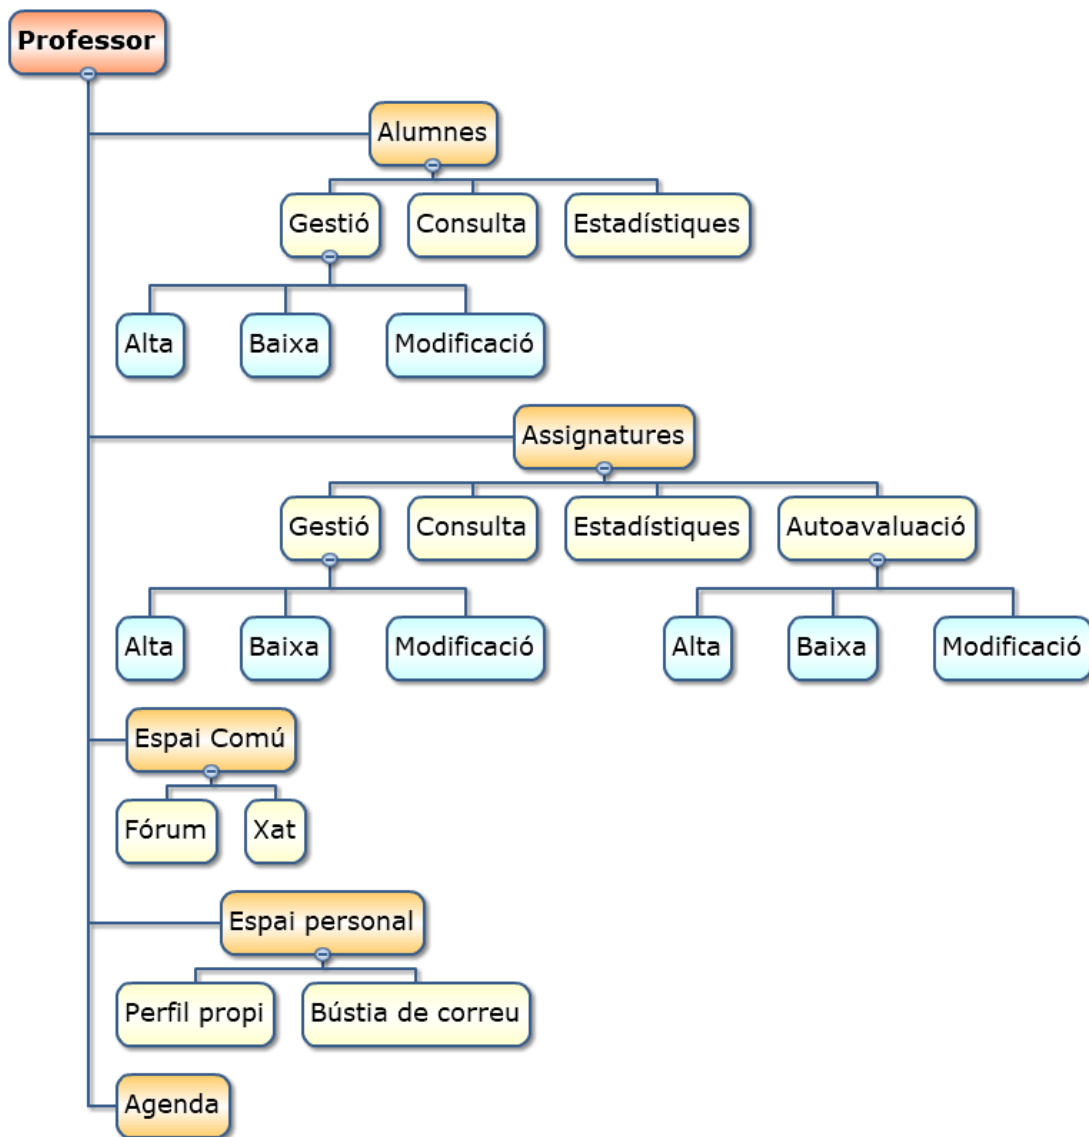 Professor
Alumnes
Gestió
Consulta
Estadístiques
Alta
Baixa
Modificació
Assignatures
Gestió
Consulta
Estadístiques
Autoavaluació
Alta
Baixa
Modificació
Alta
Baixa
Modificació
Espai Comú
Fórum
Xat
Espai personal
Perfil propi
Bústia de correu
Agenda